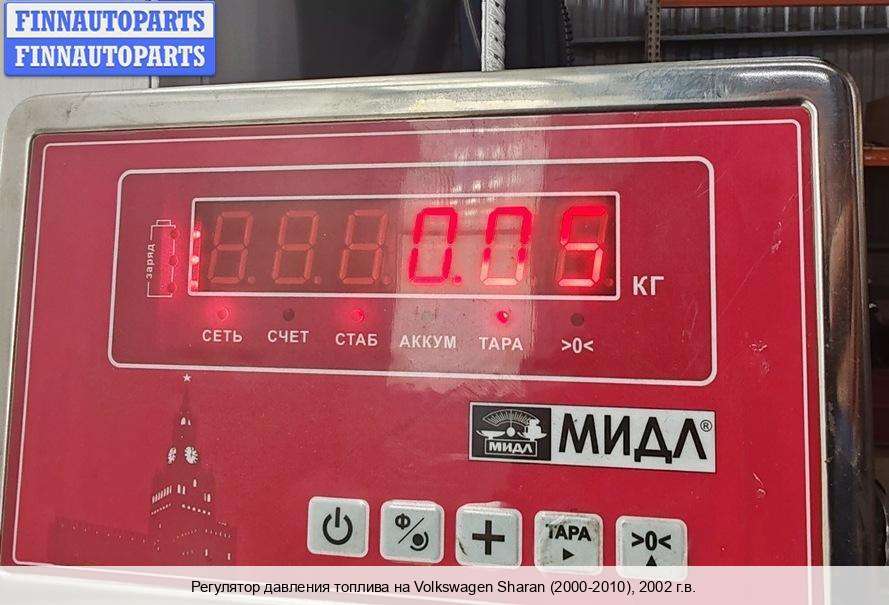 FINNAUTOPARTS
FINNAUTOPARTS
заряд
0.05
КГ
СЕТЬ СЧЕТ СТАБ АККУМ ТАРА >0<
МИДЛ МИДЛ®
Ф ТАРА >0<
Регулятор давления топлива на Volkswagen Sharan (2000-2010), 2002 г.в.